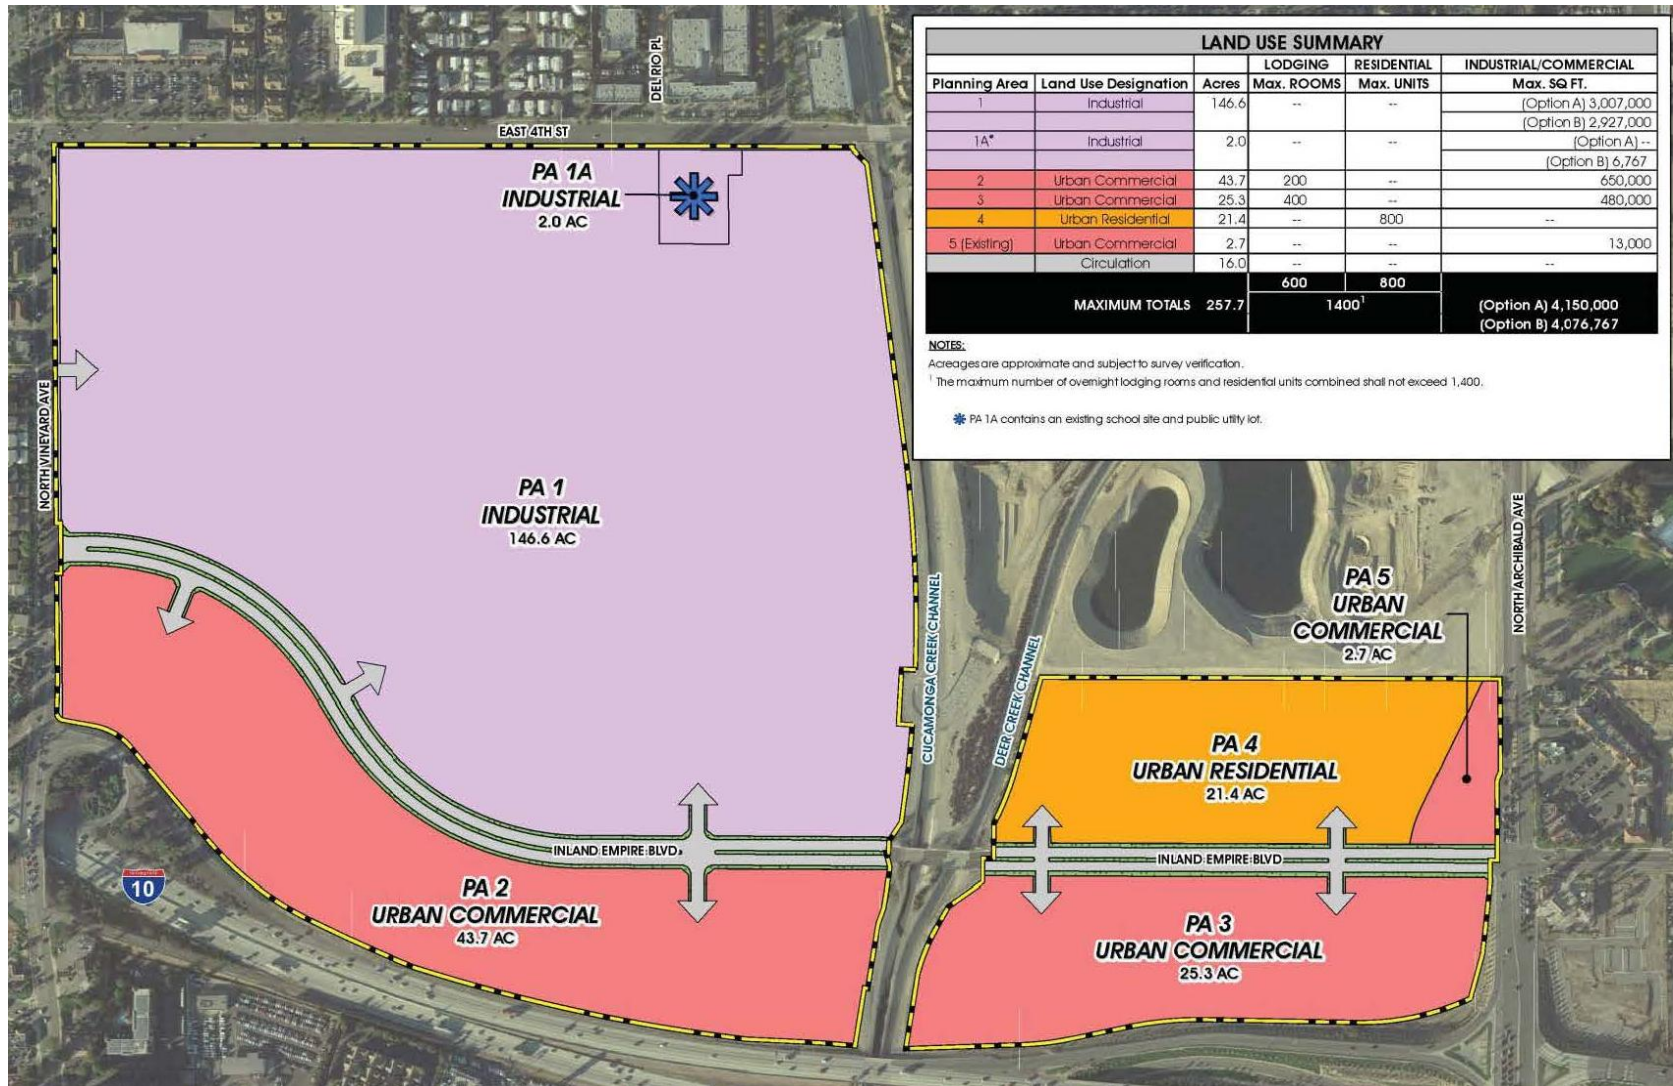 DEL RIO PL
EAST 4TH ST
PA 1A
INDUSTRIAL
2.0 AC
NORTH VINEYARD AVE
PA 1
INDUSTRIAL
146.6 AC
CUCAMONGA CREEK CHANNEL
DEER CREEK CHANNEL
NORTH ARCHIBALD AVE
PA 5
URBAN
COMMERCIAL
2.7 AC
PA 4
URBAN RESIDENTIAL
21.4 AC
INLAND EMPIRE BLVD
INLAND EMPIRE BLVD
10
PA 2
URBAN COMMERCIAL
43.7 AC
PA 3
URBAN COMMERCIAL
25.3 AC
LAND USE SUMMARY
LODGING RESIDENTIAL INDUSTRIAL/COMMERCIAL
Planning Area Land Use Designation Acres Max. ROOMS Max. UNITS Max. SQ FT.
1 Industrial 146.6 -- -- (Option A) 3,007,000
(Option B) 2,927,000
1A* Industrial 2.0 -- -- (Option A) --
(Option B) 6,767
2 Urban Commercial 43.7 200 -- 650,000
3 Urban Commercial 25.3 400 -- 480,000
4 Urban Residential 21.4 -- 800 --
5 (Existing) Urban Commercial 2.7 -- -- 13,000
Circulation 16.0 -- -- --
600 800
MAXIMUM TOTALS 257.7 1400¹ (Option A) 4,150,000
(Option B) 4,076,767
NOTES:
Acreages are approximate and subject to survey verification.
¹ The maximum number of overnight lodging rooms and residential units combined shall not exceed 1,400.
PA 1A contains an existing school site and public utility lot.